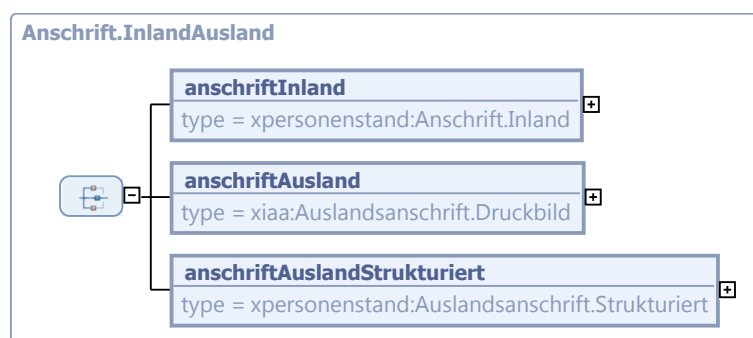 Anschrift.InlandAusland
anschriftInland
type = xpersonenstand:Anschrift.Inland
anschriftAusland
type = xiaa:Auslandsanschrift.Druckbild
anschriftAuslandStrukturiert
type = xpersonenstand:Auslandsanschrift.Strukturiert